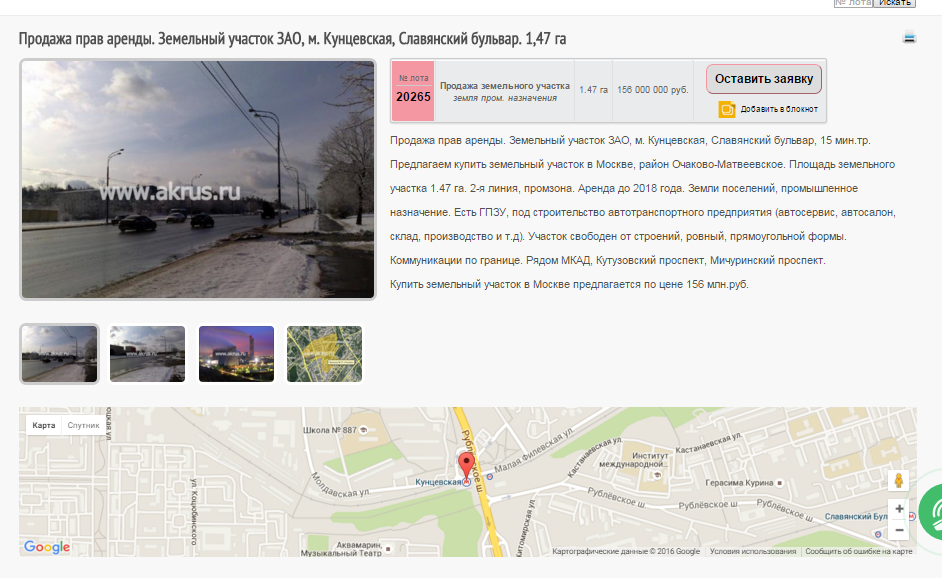 № лота Искать
Продажа прав аренды. Земельный участок ЗАО, м. Кунцевская, Славянский бульвар. 1,47 га
www.akrus.ru
№ лота
20265
Продажа земельного участка
земля пром. назначения
1.47 га
156 000 000 руб.
Оставить заявку
Добавить в блокнот
Продажа прав аренды. Земельный участок ЗАО, м. Кунцевская, Славянский бульвар, 15 мин.тр.
Предлагаем купить земельный участок в Москве, район Очаково-Матвеевское. Площадь земельного
участка 1.47 га. 2-я линия, промзона. Аренда до 2018 года. Земли поселений, промышленное
назначение. Есть ГПЗУ, под строительство автотранспортного предприятия (автосервис, автосалон,
склад, производство и т.д). Участок свободен от строений, ровный, прямоугольной формы.
Коммуникации по границе. Рядом МКАД, Кутузовский проспект, Мичуринский проспект.
Купить земельный участок в Москве предлагается по цене 156 млн.руб.
www.akrus.ru
Карта Спутник
Школа № 887
Малая Филевская ул.
Кастанаевская ул.
Кастанаевская ул.
Институт
международной...
Молдавская ул.
Кунцевская
Герасима Курина
ул. Коцюбинского
Рублёвское ш.
Рублёвское ш.
Рублёвское ш.
Славянский Бул
Аквамарин,
Музыкальный Театр
Google
Картографические данные © 2016 Google Условия использования Сообщить об ошибке на карте